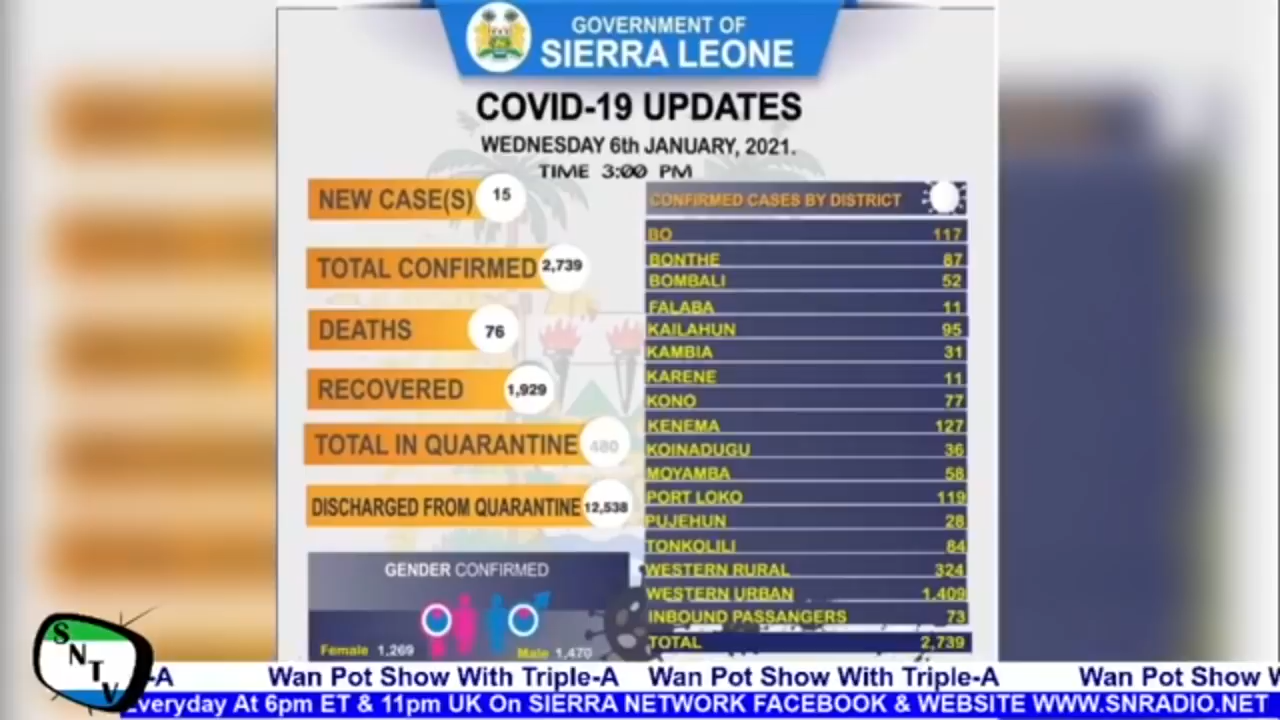 GOVERNMENT OF
SIERRA LEONE
COVID-19 UPDATES
WEDNESDAY 6th JANUARY, 2021.
TIME 3:00 PM
NEW CASE(S) 15
TOTAL CONFIRMED 2,739
DEATHS 76
RECOVERED 1,929
TOTAL IN QUARANTINE 480
DISCHARGED FROM QUARANTINE 12,538
GENDER CONFIRMED
Female 1,269 Male 1,470
CONFIRMED CASES BY DISTRICT
BO 117
BONTHE 87
BOMBALI 52
FALABA 11
KAILAHUN 95
KAMBIA 31
KARENE 11
KONO 77
KENEMA 127
KOINADUGU 36
MOYAMBA 58
PORT LOKO 119
PUJEHUN 28
TONKOLILI 84
WESTERN RURAL 324
WESTERN URBAN 1,409
INBOUND PASSANGERS 73
TOTAL 2,739
SNTV
-A Wan Pot Show With Triple-A Wan Pot Show With Triple-A Wan Pot Show W
Everyday At 6pm ET & 11pm UK On SIERRA NETWORK FACEBOOK & WEBSITE WWW.SNRADIO.NET